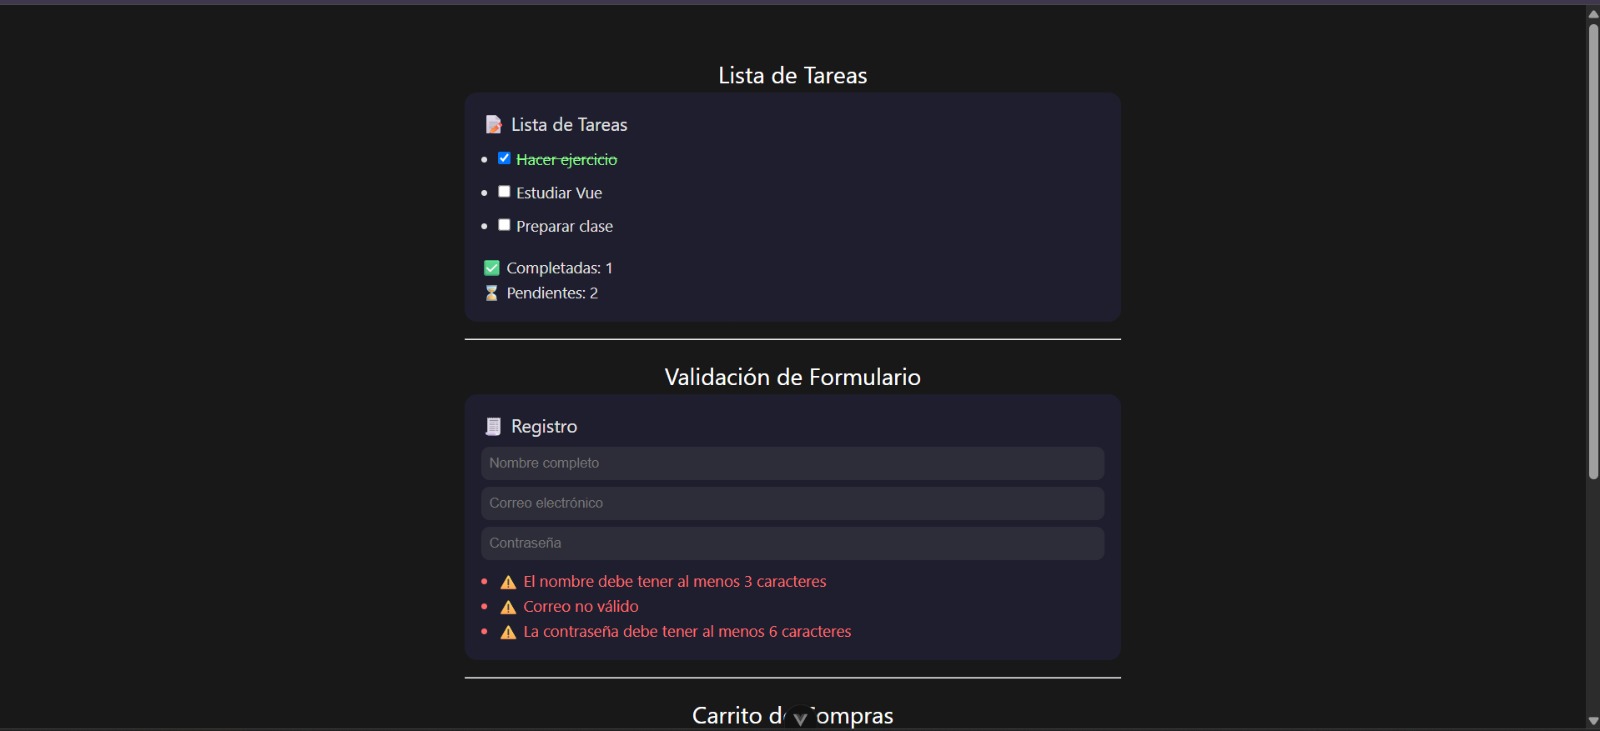 Lista de Tareas
Lista de Tareas
Hacer ejercicio
Estudiar Vue
Preparar clase
Completadas: 1
Pendientes: 2
Validación de Formulario
Registro
Nombre completo
Correo electrónico
Contraseña
El nombre debe tener al menos 3 caracteres
Correo no válido
La contraseña debe tener al menos 6 caracteres
Carrito de Compras